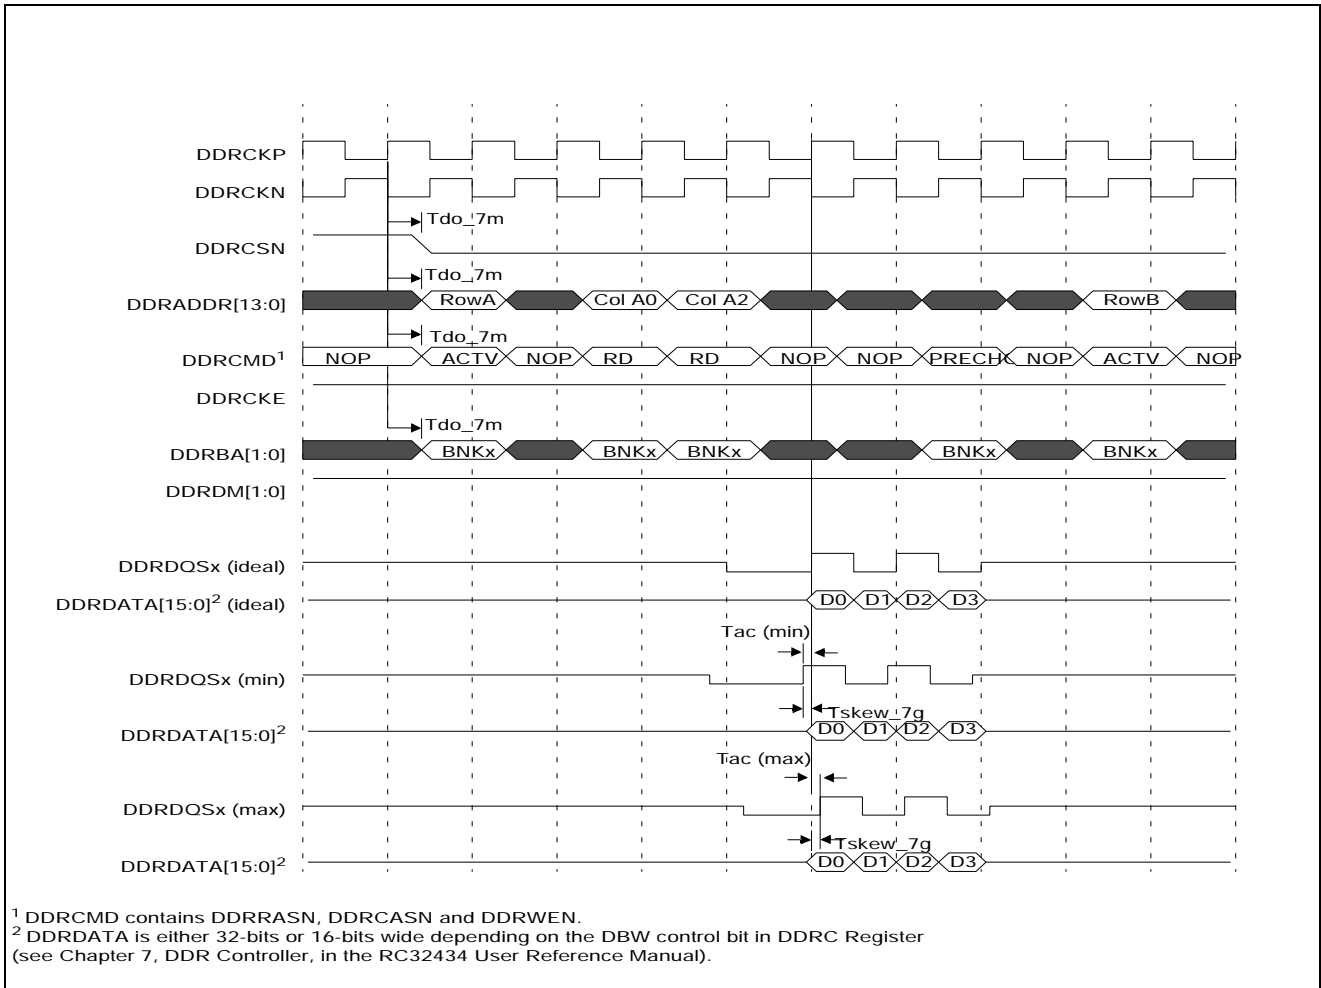 DDRCKP
DDRCKN
Tdo_7m
DDRCSN
Tdo_7m
DDRADDR[13:0] RowA Col A0 Col A2 RowB
Tdo_7m
DDRCMD1 NOP ACTV NOP RD RD NOP NOP PRECHG NOP ACTV NOP
DDRCKE
Tdo_7m
DDRBA[1:0] BNKx BNKx BNKx BNKx BNKx
DDRDM[1:0]
DDRDQSx (ideal)
DDRDATA[15:0]2 (ideal) D0 D1 D2 D3
Tac (min)
DDRDQSx (min)
Tskew_7g
DDRDATA[15:0]2 D0 D1 D2 D3
Tac (max)
DDRDQSx (max)
Tskew_7g
DDRDATA[15:0]2 D0 D1 D2 D3
1 DDRCMD contains DDRRASN, DDRCASN and DDRWEN.
2 DDRDATA is either 32-bits or 16-bits wide depending on the DBW control bit in DDRC Register
(see Chapter 7, DDR Controller, in the RC32434 User Reference Manual).